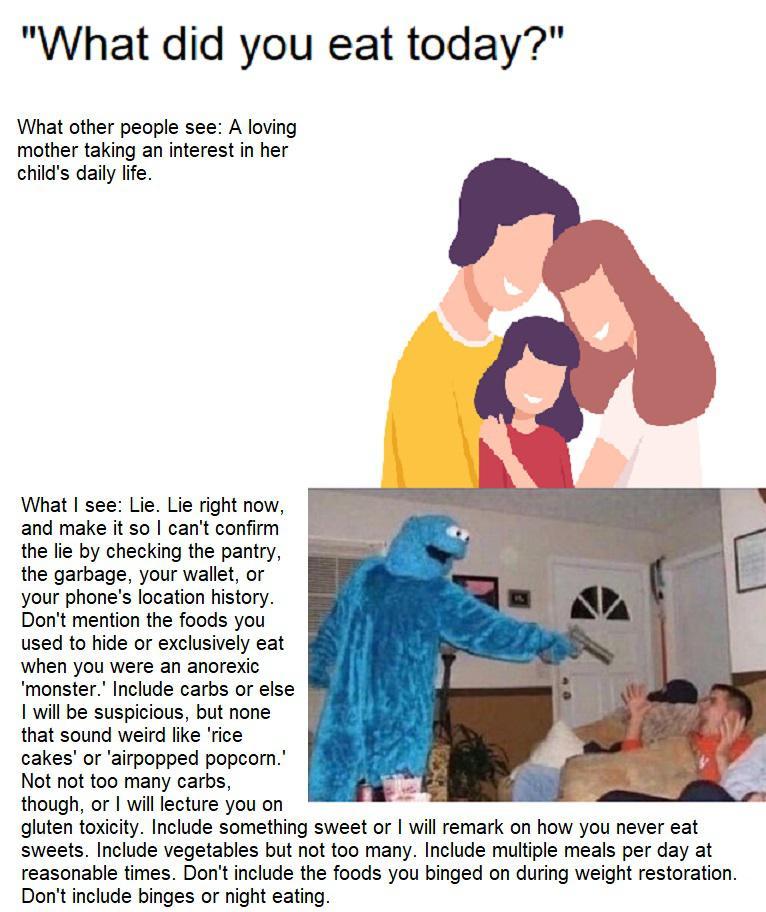 "What did you eat today?"
What other people see: A loving
mother taking an interest in her
child's daily life.
What I see: Lie. Lie right now,
and make it so I can't confirm
the lie by checking the pantry,
the garbage, your wallet, or
your phone's location history.
Don't mention the foods you
used to hide or exclusively eat
when you were an anorexic
'monster.' Include carbs or else
I will be suspicious, but none
that sound weird like 'rice
cakes' or 'airpopped popcorn.'
Not not too many carbs,
though, or I will lecture you on
gluten toxicity. Include something sweet or I will remark on how you never eat
sweets. Include vegetables but not too many. Include multiple meals per day at
reasonable times. Don't include the foods you binged on during weight restoration.
Don't include binges or night eating.